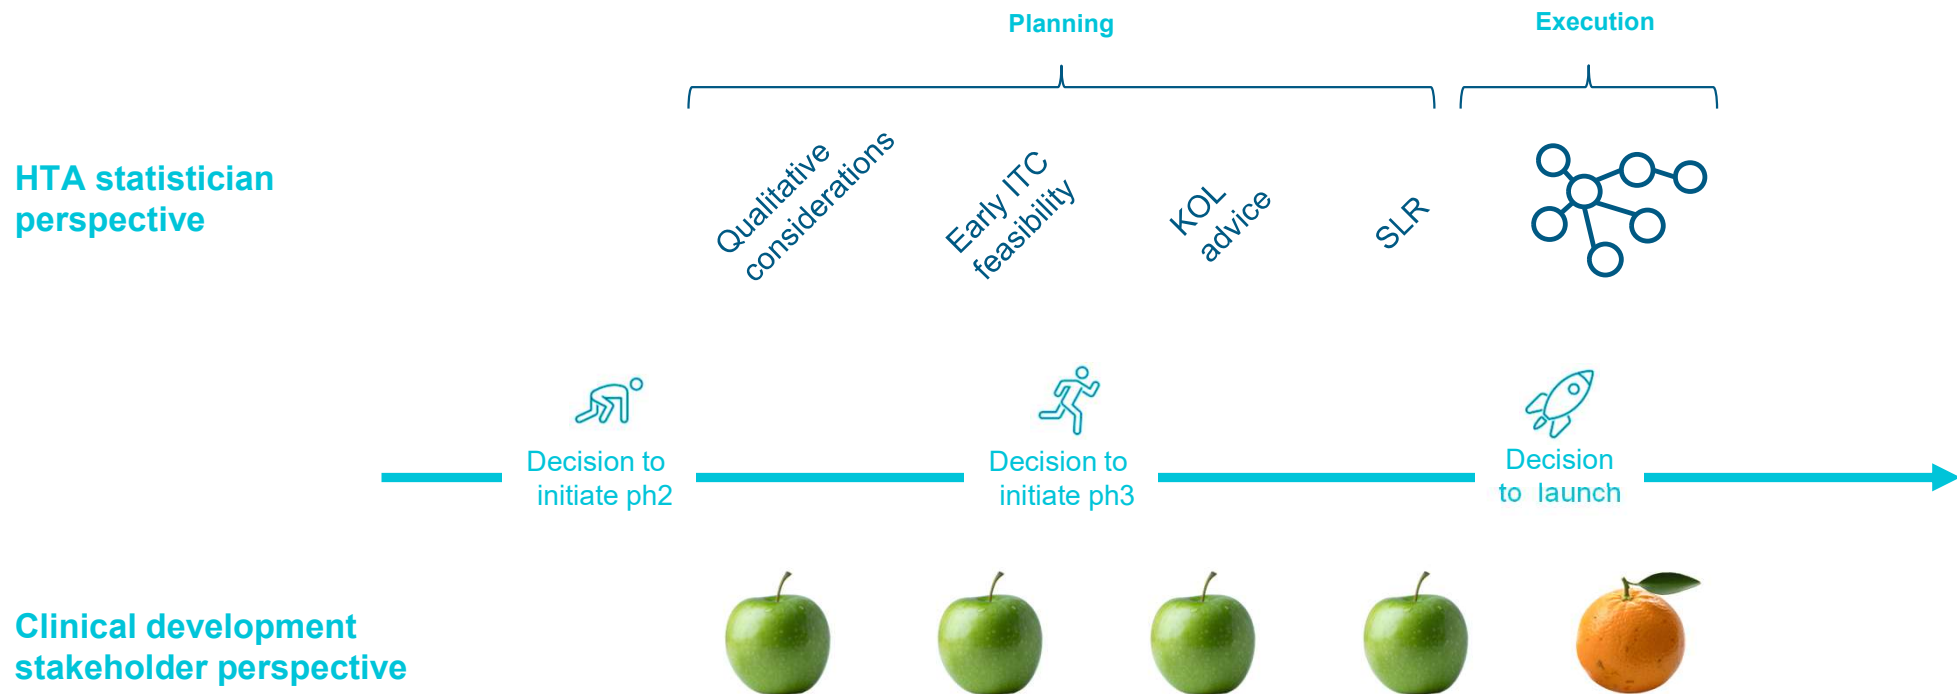 Planning
Execution
HTA statistician
perspective
Qualitative
considerations
Early ITC
feasibility
KOL
advice
SLR
Decision to
initiate ph2
Decision to
initiate ph3
Decision
to launch
Clinical development
stakeholder perspective